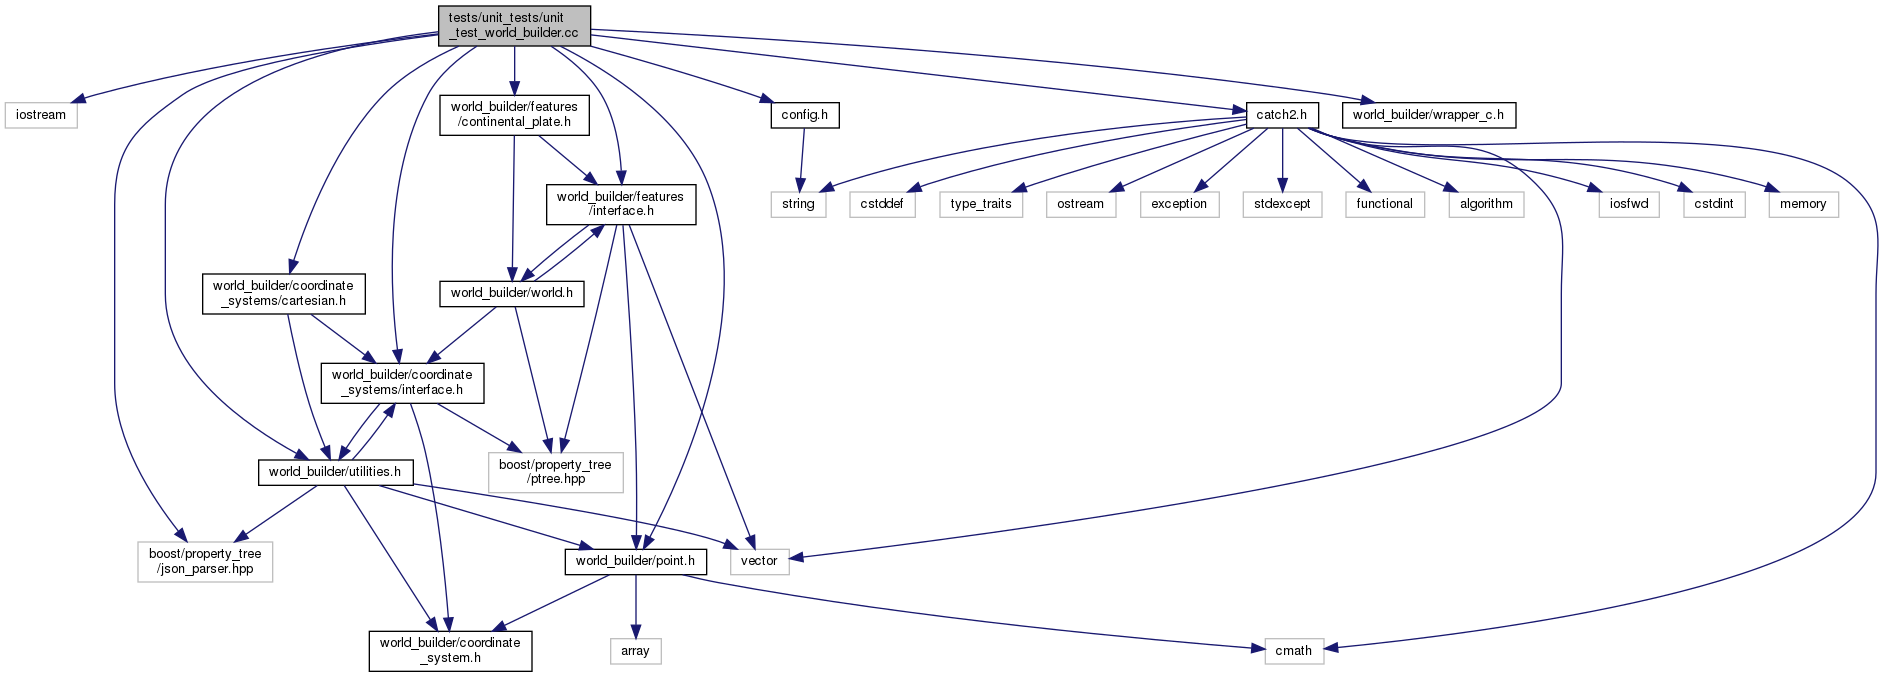 tests/unit_tests/unit
_test_world_builder.cc
iostream
world_builder/features
/continental_plate.h
config.h
catch2.h
world_builder/wrapper_c.h
world_builder/features
/interface.h
string
cstddef
type_traits
ostream
exception
stdexcept
functional
algorithm
iosfwd
cstdint
memory
world_builder/coordinate
_systems/cartesian.h
world_builder/world.h
world_builder/coordinate
_systems/interface.h
world_builder/utilities.h
boost/property_tree
/ptree.hpp
boost/property_tree
/json_parser.hpp
world_builder/point.h
vector
world_builder/coordinate
_system.h
array
cmath